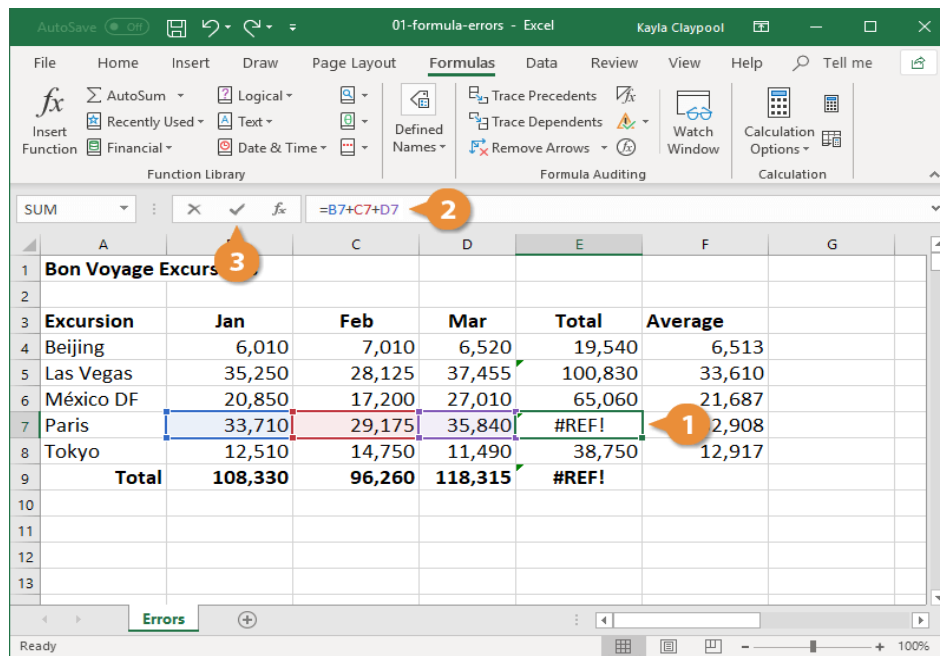 AutoSave Off 01-formula-errors - Excel Kayla Claypool
File Home Insert Draw Page Layout Formulas Data Review View Help Tell me
fx Insert Function
AutoSum
Recently Used
Financial
Logical
Text
Date & Time
Function Library
Defined Names
Trace Precedents
Trace Dependents
Remove Arrows
Watch Window
Formula Auditing
Calculation Options
Calculation
SUM fx =B7+C7+D7 2
3
A C D E F G
1 Bon Voyage
2
3 Excursion Jan Feb Mar Total Average
4 Beijing 6,010 7,010 6,520 19,540 6,513
5 Las Vegas 35,250 28,125 37,455 100,830 33,610
6 México DF 20,850 17,200 27,010 65,060 21,687
7 Paris 33,710 29,175 35,840 #REF! 1 2,908
8 Tokyo 12,510 14,750 11,490 38,750 12,917
9 Total 108,330 96,260 118,315 #REF!
10
11
12
13
Errors
Ready 100%